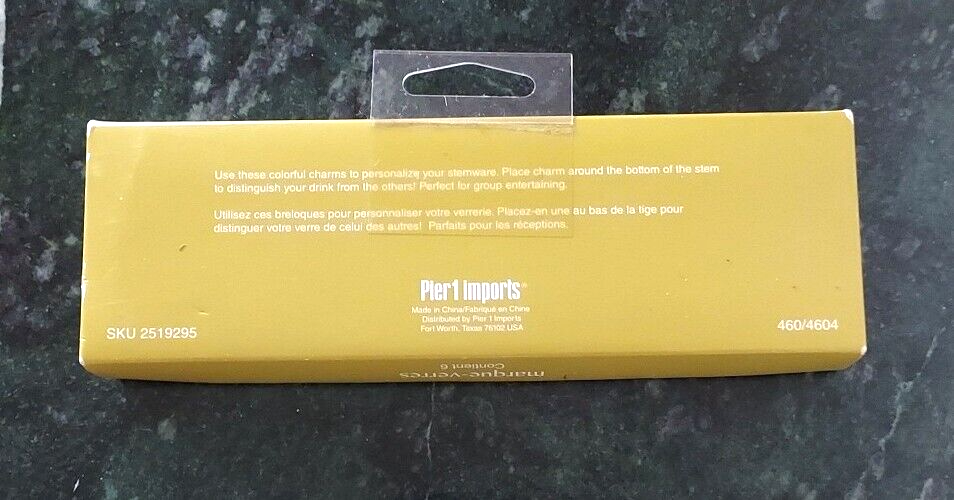 Use these colorful charms to personalize your stemware. Place charm around the bottom of the stem
to distinguish your drink from the others! Perfect for group entertaining.
Utilisez ces breloques pour personnaliser votre verrerie. Placez-en une au bas de la tige pour
distinguer votre verre de celui des autres! Parfaits pour les réceptions.
Pier 1 imports®
Made in China/Fabriqué en Chine
Distributed by Pier 1 Imports
Fort Worth, Texas 76102 USA
SKU 2519295
460/4604
marque-verres
Contient 6